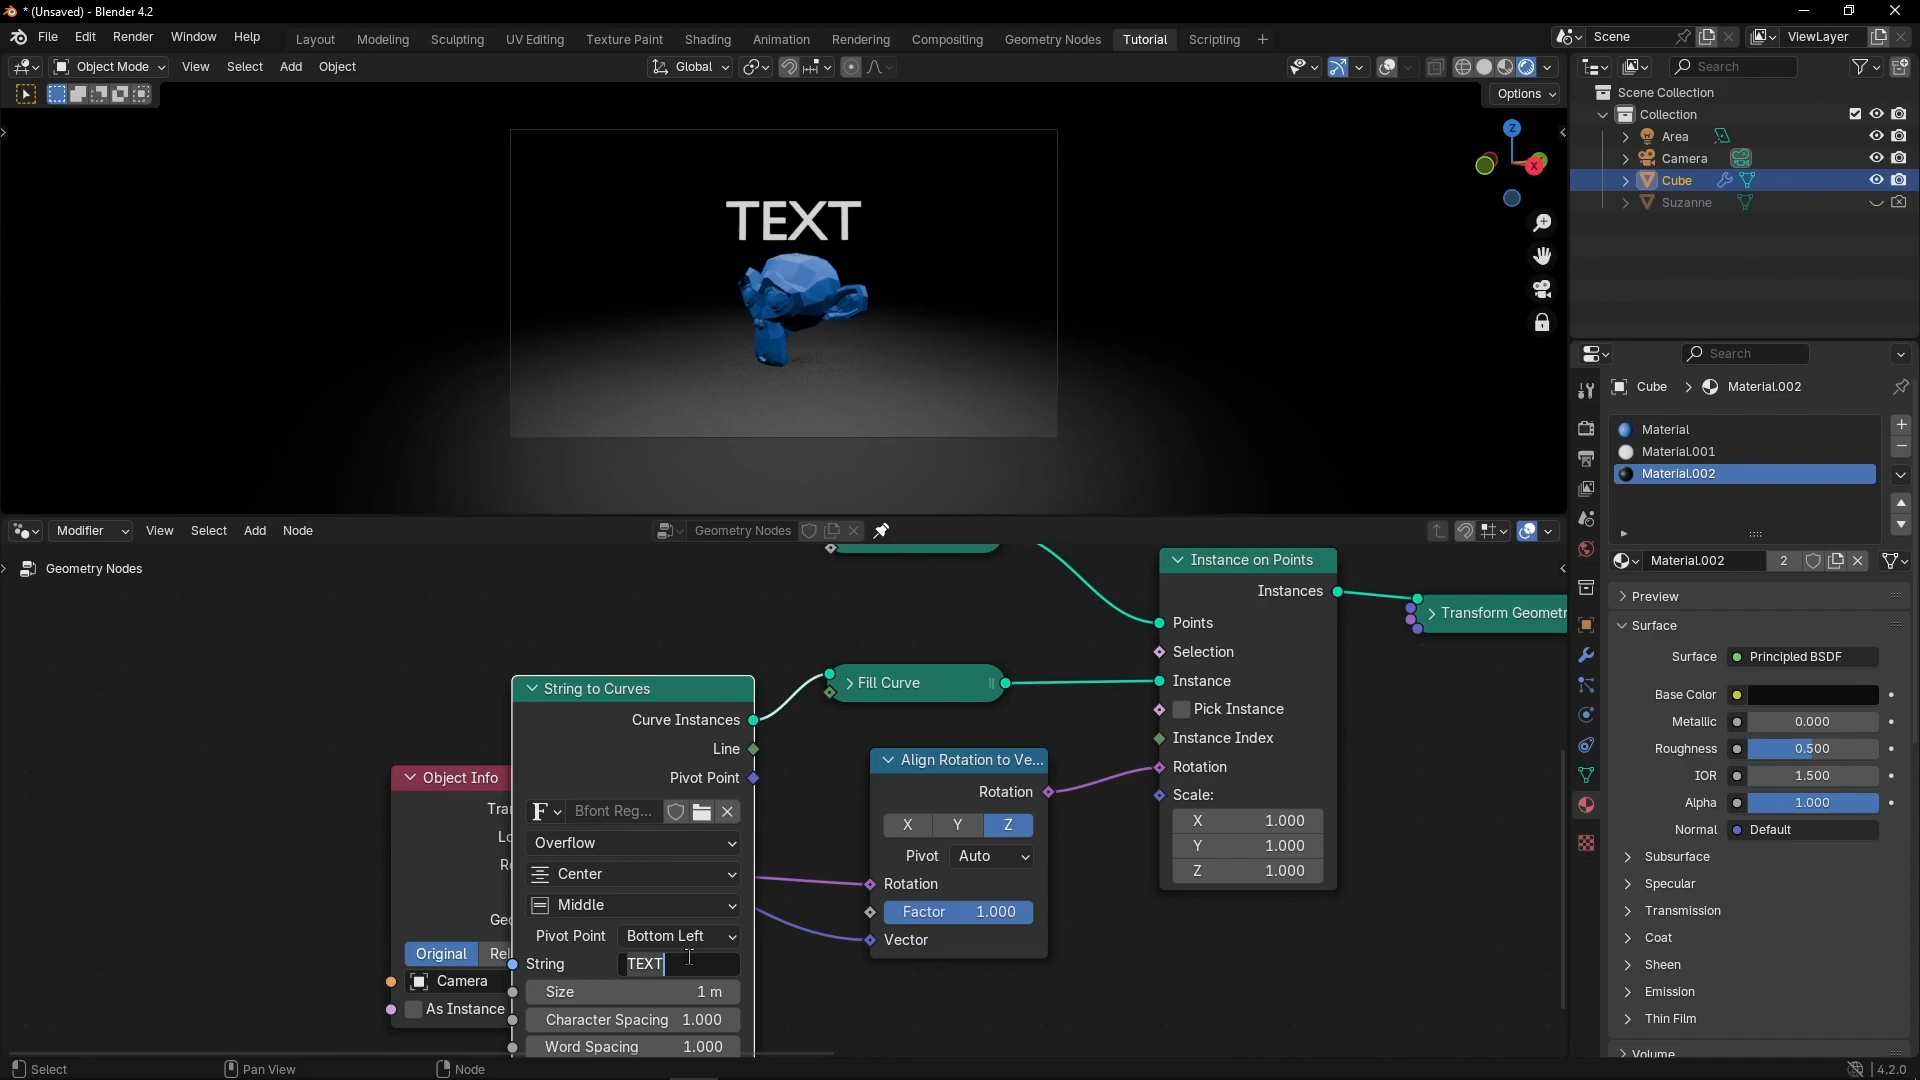 * (Unsaved) - Blender 4.2
File Edit Render Window Help Layout Modeling Sculpting UV Editing Texture Paint Shading Animation Rendering Compositing Geometry Nodes Tutorial Scripting + Scene ViewLayer
Object Mode View Select Add Object Global Search
Options
Scene Collection
Collection
Area
Camera
Cube
Suzanne
Z
X
TEXT
Search
Cube > Material.002
Material
Material.001
Material.002
Modifier View Select Add Node Geometry Nodes
Material.002 2
Geometry Nodes
Preview
Surface
Surface Principled BSDF
Base Color
Metallic 0.000
Roughness 0.500
IOR 1.500
Alpha 1.000
Normal Default
Subsurface
Specular
Transmission
Coat
Sheen
Emission
Thin Film
Volume
Instance on Points
Instances
Points
Selection
Instance
Pick Instance
Instance Index
Rotation
Scale:
X 1.000
Y 1.000
Z 1.000
Transform Geometr
Fill Curve
String to Curves
Curve Instances
Line
Pivot Point
F Bfont Reg...
Overflow
Center
Middle
Pivot Point Bottom Left
String TEXT
Size 1 m
Character Spacing 1.000
Word Spacing 1.000
Align Rotation to Ve...
Rotation
X Y Z
Pivot Auto
Rotation
Factor 1.000
Vector
Object Info
Original
Camera
As Instance
Select Pan View Node 4.2.0